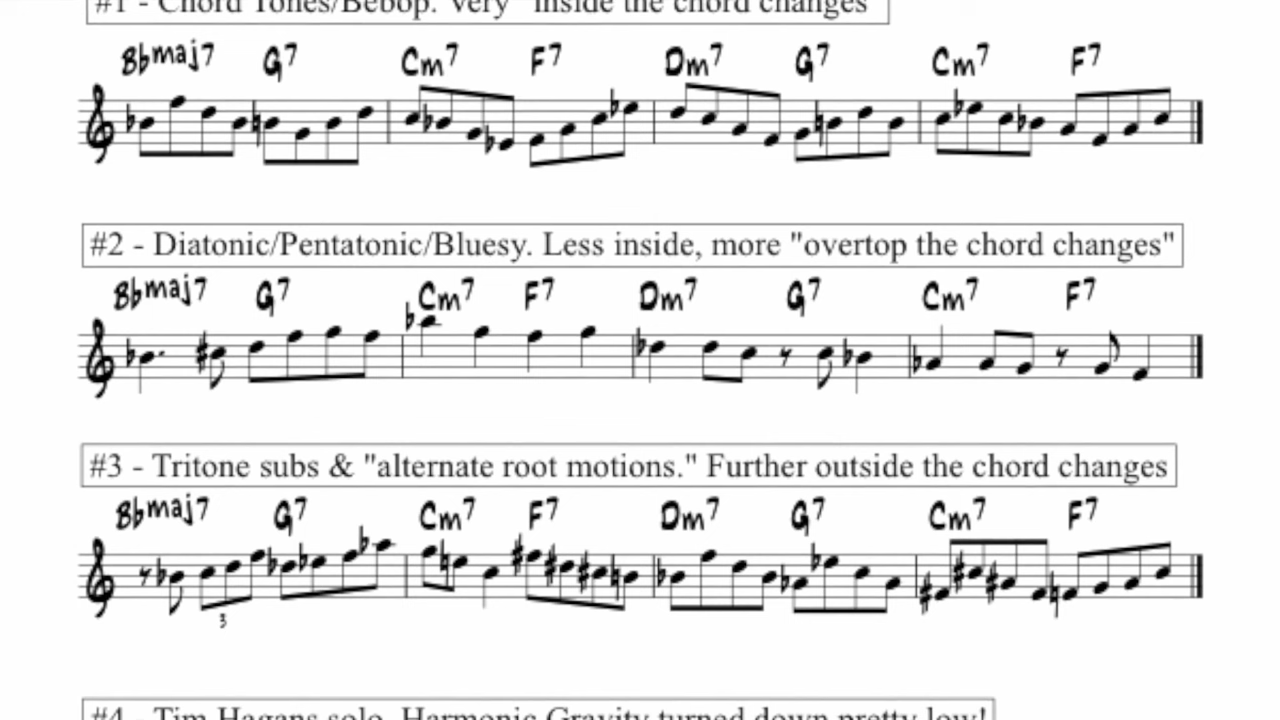 #1 - Chord Tones/Bebop. Very "inside the chord changes"
Bbmaj7 G7 Cm7 F7 Dm7 G7 Cm7 F7
#2 - Diatonic/Pentatonic/Bluesy. Less inside, more "overtop the chord changes"
Bbmaj7 G7 Cm7 F7 Dm7 G7 Cm7 F7
#3 - Tritone subs & "alternate root motions." Further outside the chord changes
Bbmaj7 G7 Cm7 F7 Dm7 G7 Cm7 F7
3
#4 - Tim Hagans solo. Harmonic Gravity turned down pretty low!